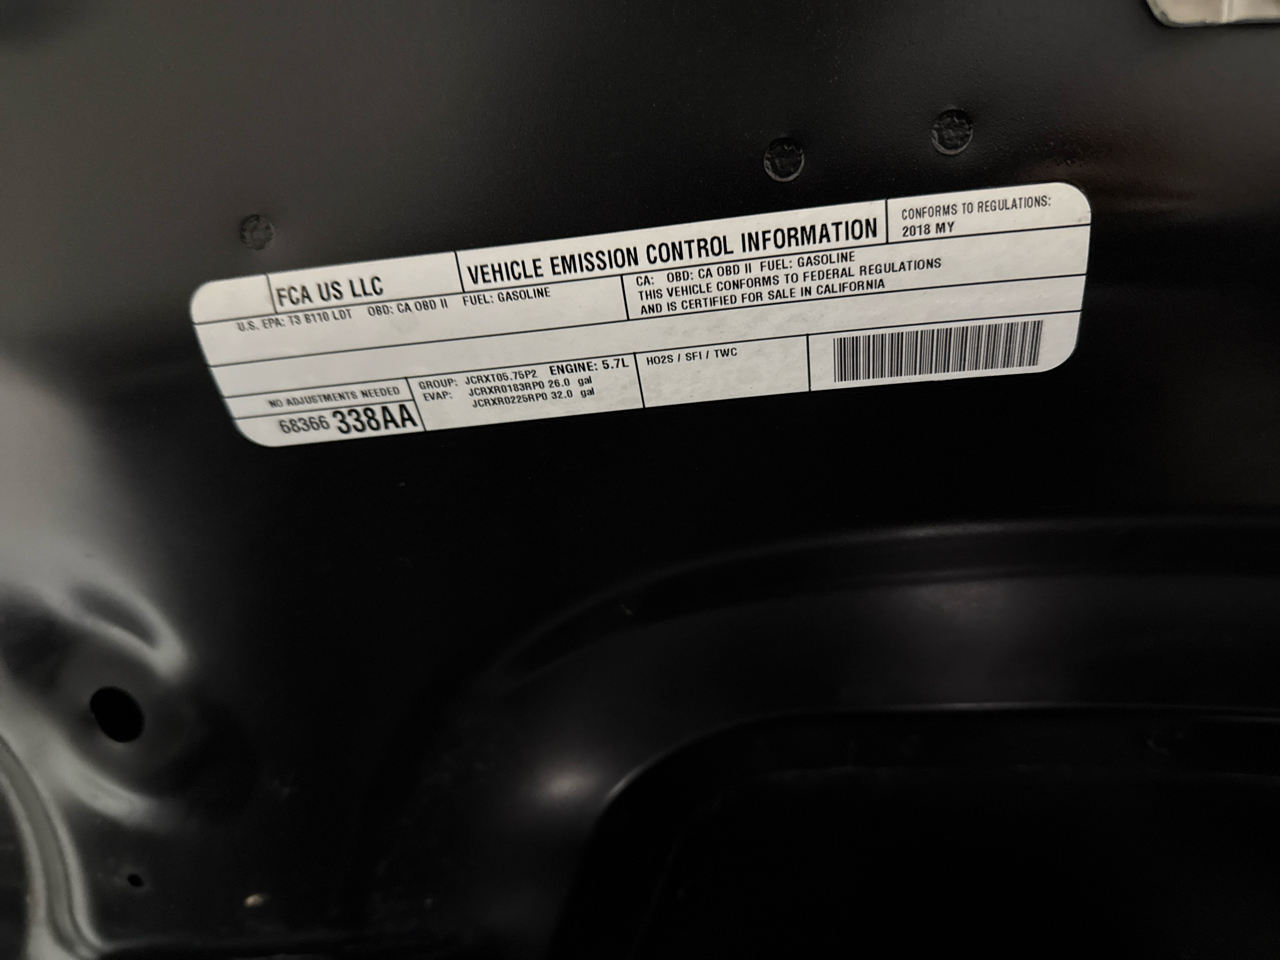 FCA US LLC
VEHICLE EMISSION CONTROL INFORMATION
CONFORMS TO REGULATIONS:
2018 MY
U.S. EPA: T3 B110 LDT OBD: CA OBD II FUEL: GASOLINE
CA: OBD: CA OBD II FUEL: GASOLINE
THIS VEHICLE CONFORMS TO FEDERAL REGULATIONS
AND IS CERTIFIED FOR SALE IN CALIFORNIA
NO ADJUSTMENTS NEEDED
68366 338AA
GROUP: JCRXT05.75P2 ENGINE: 5.7L
EVAP: JCRXR0183RP0 26.0 gal
JCRXR0225RP0 32.0 gal
HO2S / SFI / TWC